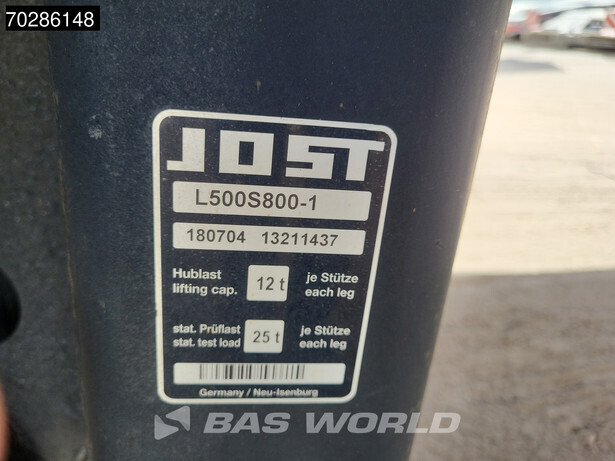 70286148
JOST
L500S800-1
180704 13211437
Hublast 12 t je Stütze
lifting cap. each leg
stat. Prüflast 25 t je Stütze
stat. test load each leg
Germany / Neu-Isenburg
BAS WORLD